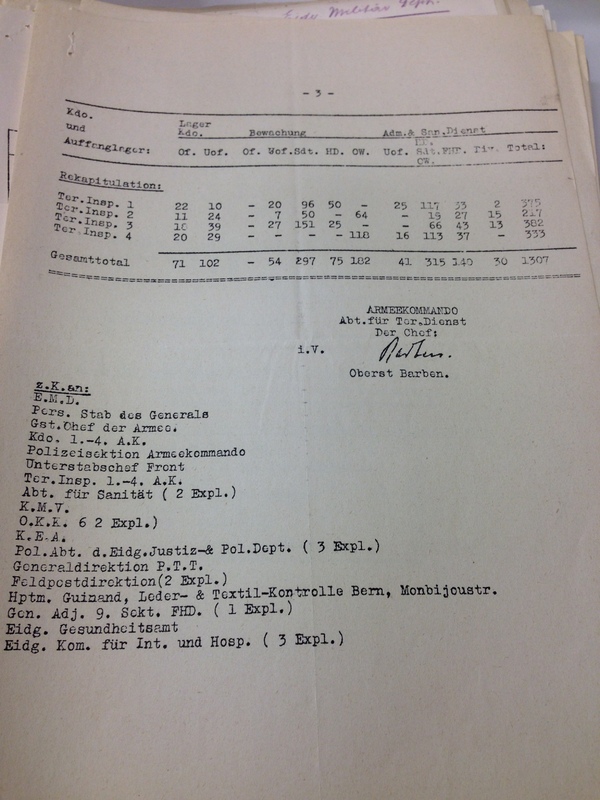 Eidg. Militär Deph.
- 3 -
Kdo. Lager
und Kdo. Bewachung Adm.& San.Dienst
Auffanglager: Of. Uof. Of. Uof.Sdt. HD. OW. Uof. Sdt.FHD. Ziv. Total:
OW.
Rekapitulation:
Ter.Insp. 1 22 10 - 20 96 50 - 25 117 33 2 375
Ter.Insp. 2 11 24 - 7 50 - 64 - 19 27 15 217
Ter.Insp. 3 18 39 - 27 151 25 - - 66 43 13 382
Ter.Insp. 4 20 29 - - - - 118 16 113 37 - 333
Gesamttotal 71 102 - 54 297 75 182 41 315 140 30 1307
ARMEEKOMMANDO
Abt.für Ter.Dienst
Der Chef:
i.V. Barben.
Oberst Barben.
z.K.an:
E.M.D.
Pers. Stab des Generals
Gst.Chef der Armee.
Kdo. 1.-4. A.K.
Polizeisektion Armeekommando
Unterstabschef Front
Ter.Insp. 1.-4. A.K.
Abt. für Sanität ( 2 Expl.)
K.M.V.
O.K.K. 6 2 Expl.)
K.E.A.
Pol.Abt. d.Eidg.Justiz-& Pol.Dept. ( 3 Expl.)
Generaldirektion P.T.T.
Feldpostdirektion(2 Expl.)
Hptm. Guinand, Leder- & Textil-Kontrolle Bern, Monbijoustr.
Gen. Adj. 9. Sekt. FHD. ( 1 Expl.)
Eidg. Gesundheitsamt
Eidg. Kom. für Int. und Hosp. ( 3 Expl.)